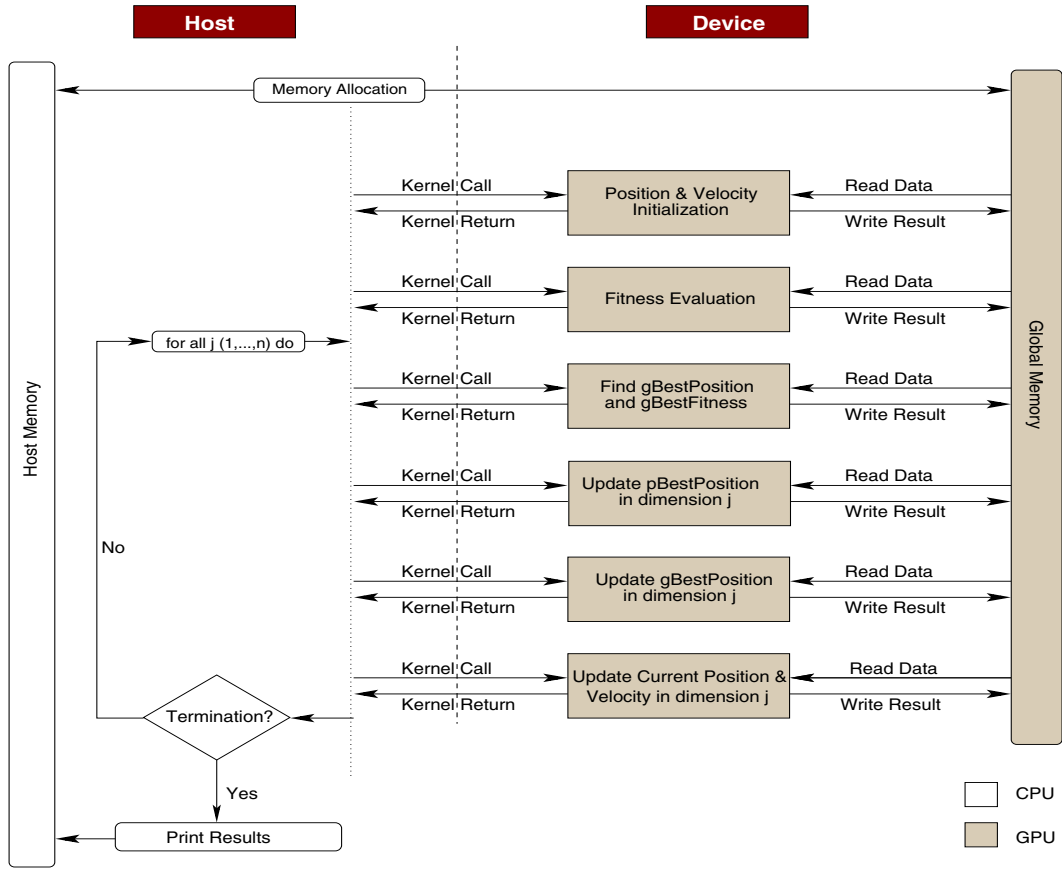 Host
Device
Memory Allocation
Host Memory
Global Memory
Kernel Call
Kernel Return
Position & Velocity
Initialization
Read Data
Write Result
Kernel Call
Kernel Return
Fitness Evaluation
Read Data
Write Result
for all j (1,...,n) do
Kernel Call
Kernel Return
Find gBestPosition
and gBestFitness
Read Data
Write Result
Kernel Call
Kernel Return
Update pBestPosition
in dimension j
Read Data
Write Result
No
Kernel Call
Kernel Return
Update gBestPosition
in dimension j
Read Data
Write Result
Kernel Call
Kernel Return
Update Current Position &
Velocity in dimension j
Read Data
Write Result
Termination?
Yes
Print Results
CPU
GPU